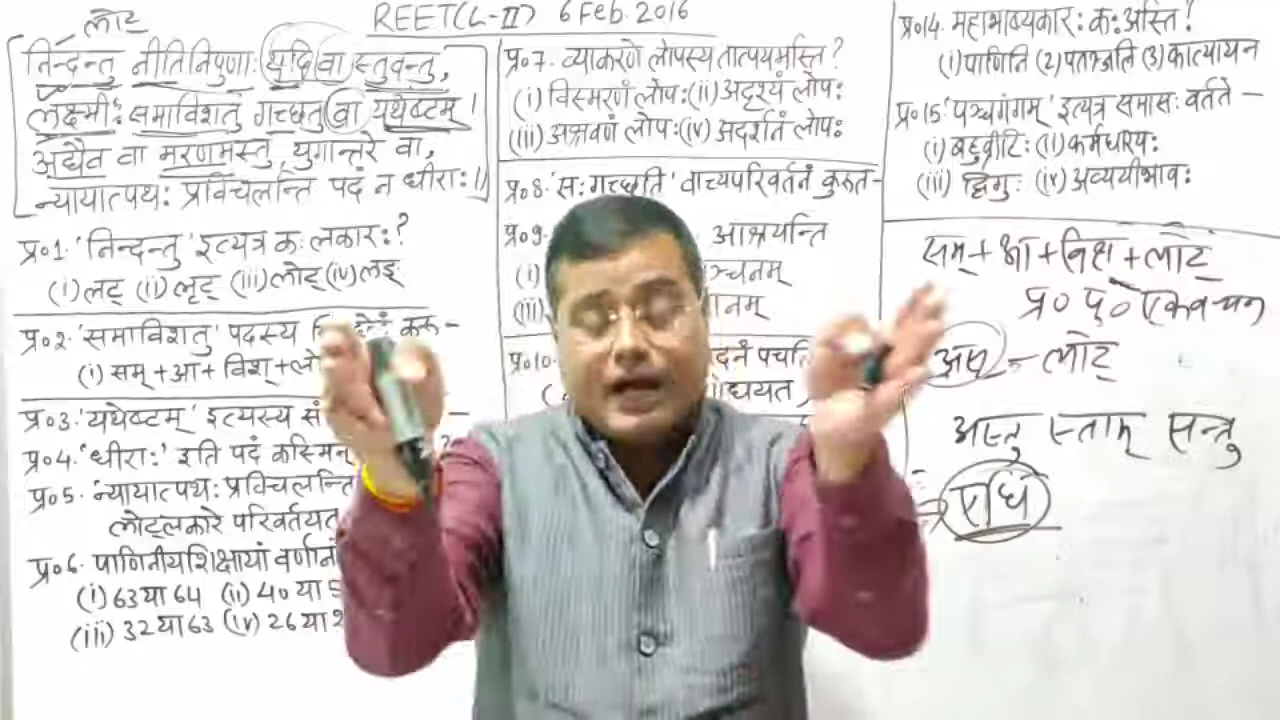 REET(L-II) 6 Feb. 2016
लोट
निन्दन्तु नीतिनिपुणाः यदि वा स्तुवन्तु,
लक्ष्मीः समाविशतु गच्छतु वा यथेष्टम् ।
अद्यैव वा मरणमस्तु युगान्तरे वा,
न्यायात्पथः प्रविचलन्ति पदं न धीराः ॥
प्र०1. 'निन्दन्तु' इत्यत्र कः लकारः?
(i) लट् (ii) लृट् (iii) लोट् (iv) लङ्
प्र०2. 'समाविशतु' पदस्य
(i) सम् + आ + विश् +
प्र०3. 'यथेष्टम्' इत्यस्य
प्र०4. 'धीराः' इति पदं कस्मिन्
प्र०5. न्यायात्पथः प्रविचलन्ति
लोट्लकारे परिवर्तयत
प्र०6. पाणिनीयशिक्षायां
(i) 63 या 64 (ii) 40 या
(iii) 32 या 63 (iv) 26 या
प्र०7. व्याकरणे लोपस्य तात्पर्यमस्ति?
(i) विस्मरणं लोपः (ii) अदृश्यं लोपः
(iii) अश्रवणं लोपः (iv) अदर्शनं लोपः
प्र०8. 'सः गच्छति' वाच्यपरिवर्तनं कुरुत -
प्र०9. आश्रयन्ति
(i)
(iii) नम्
प्र०10.
प्र०14. महाभाष्यकारः कः अस्ति?
(1) पाणिनि (2) पतञ्जलि (3) कात्यायन
प्र०15. 'पञ्चगंगम्' इत्यत्र समासः वर्तते -
(i) बहुव्रीहिः (ii) कर्मधारयः
(iii) द्विगुः (iv) अव्ययीभावः
सम् + आ + विश + लोट्
प्र० पु० एकवचन
अस - लोट्
अस्तु स्ताम् सन्तु
⇒ एधि